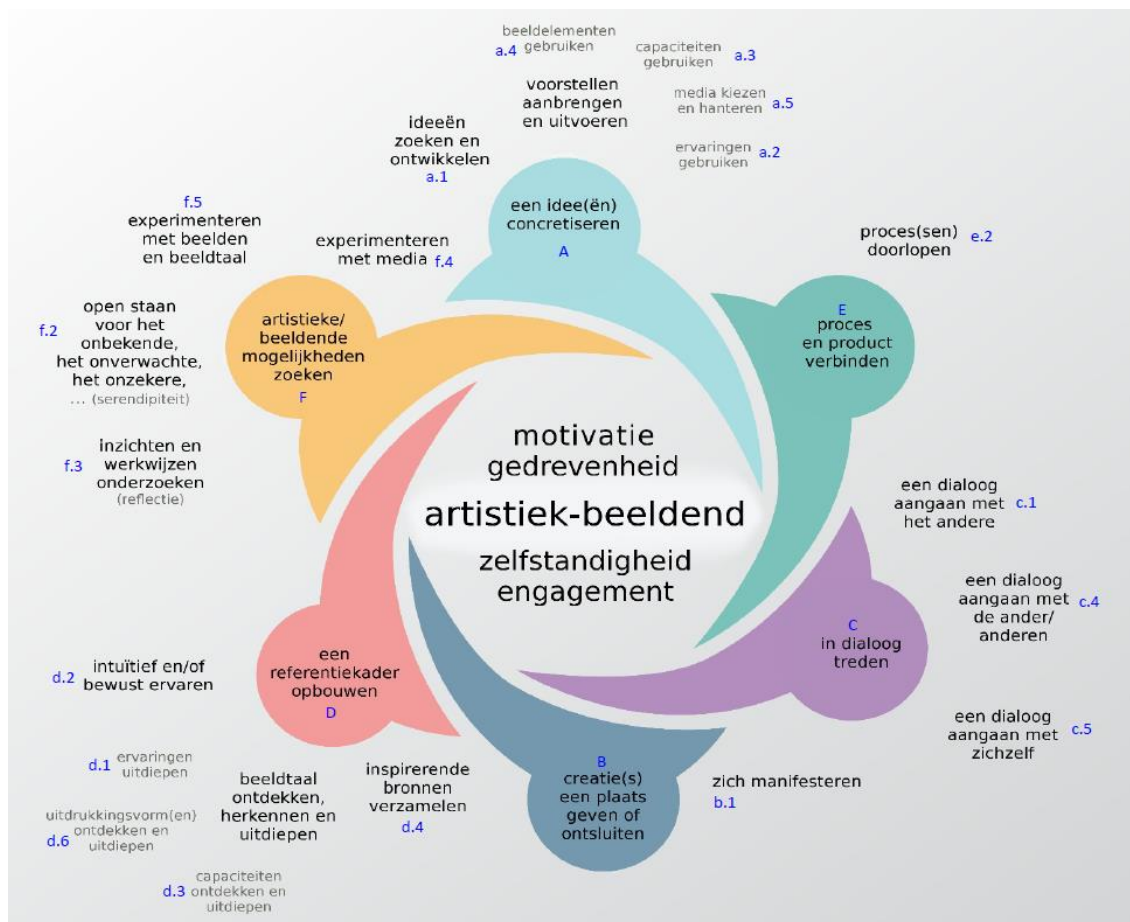 beeldelementen
a.4 gebruiken
capaciteiten
gebruiken a.3
voorstellen
aanbrengen
en uitvoeren
media kiezen
en hanteren a.5
ideeën
zoeken en
ontwikkelen
a.1
ervaringen
gebruiken a.2
een idee(ën)
concretiseren
A
f.5
experimenteren
met beelden
en beeldtaal
experimenteren
met media f.4
proces(sen)
doorlopen e.2
E
proces
en product
verbinden
artistieke/
beeldende
mogelijkheden
zoeken
F
open staan
f.2 voor het
onbekende,
het onverwachte,
het onzekere,
... (serendipiteit)
inzichten en
f.3 werkwijzen
onderzoeken
(reflectie)
motivatie
gedrevenheid
artistiek-beeldend
zelfstandigheid
engagement
een dialoog
aangaan met c.1
het andere
een dialoog
aangaan met c.4
de ander/
anderen
C
in dialoog
treden
een dialoog
aangaan met c.5
zichzelf
een
referentiekader
opbouwen
D
d.2 intuïtief en/of
bewust ervaren
d.1 ervaringen
uitdiepen
beeldtaal
ontdekken,
herkennen en
uitdiepen
inspirerende
bronnen
verzamelen
d.4
uitdrukkingsvorm(en)
ontdekken en
d.6 uitdiepen
capaciteiten
d.3 ontdekken en
uitdiepen
B
creatie(s)
een plaats
geven of
ontsluiten
zich manifesteren
b.1